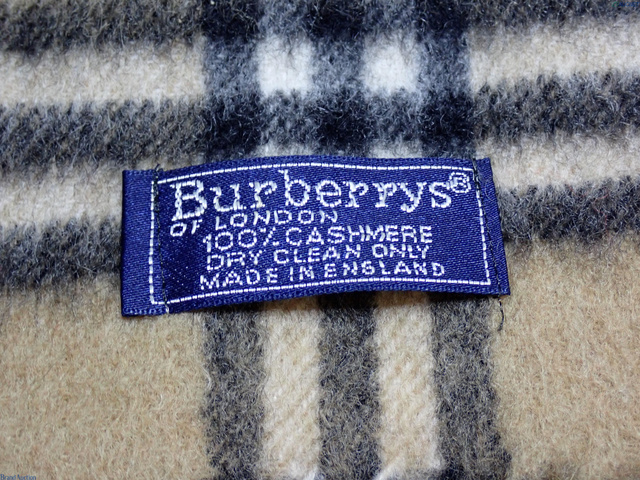 Burberrys®
OF LONDON
100% CASHMERE
DRY CLEAN ONLY
MADE IN ENGLAND